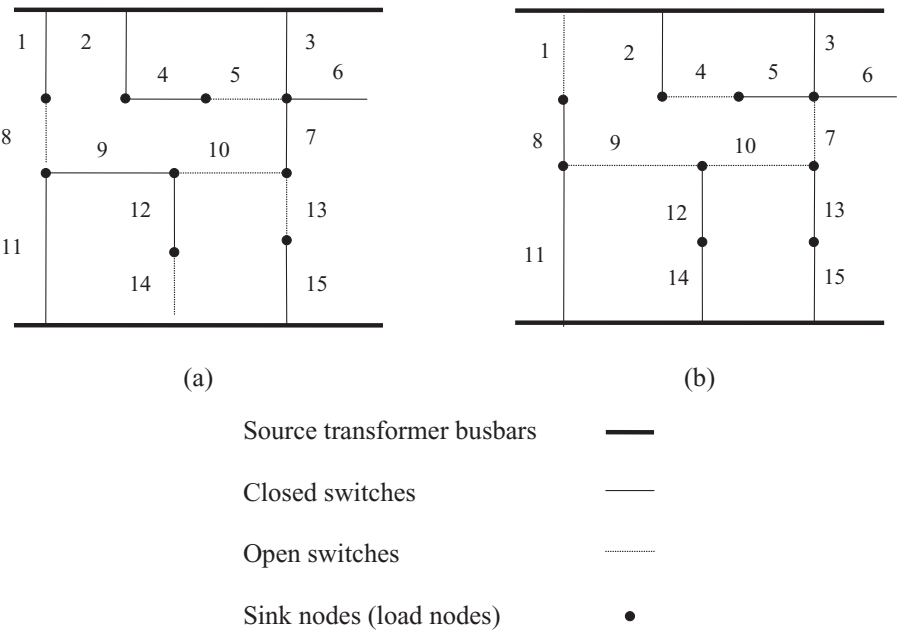 1 2 3
4 5 6
8 9 10 7
12 13
11
14 15
(a)
1 2 3
4 5 6
8 9 10 7
12 13
11
14 15
(b)
Source transformer busbars
Closed switches
Open switches
Sink nodes (load nodes)